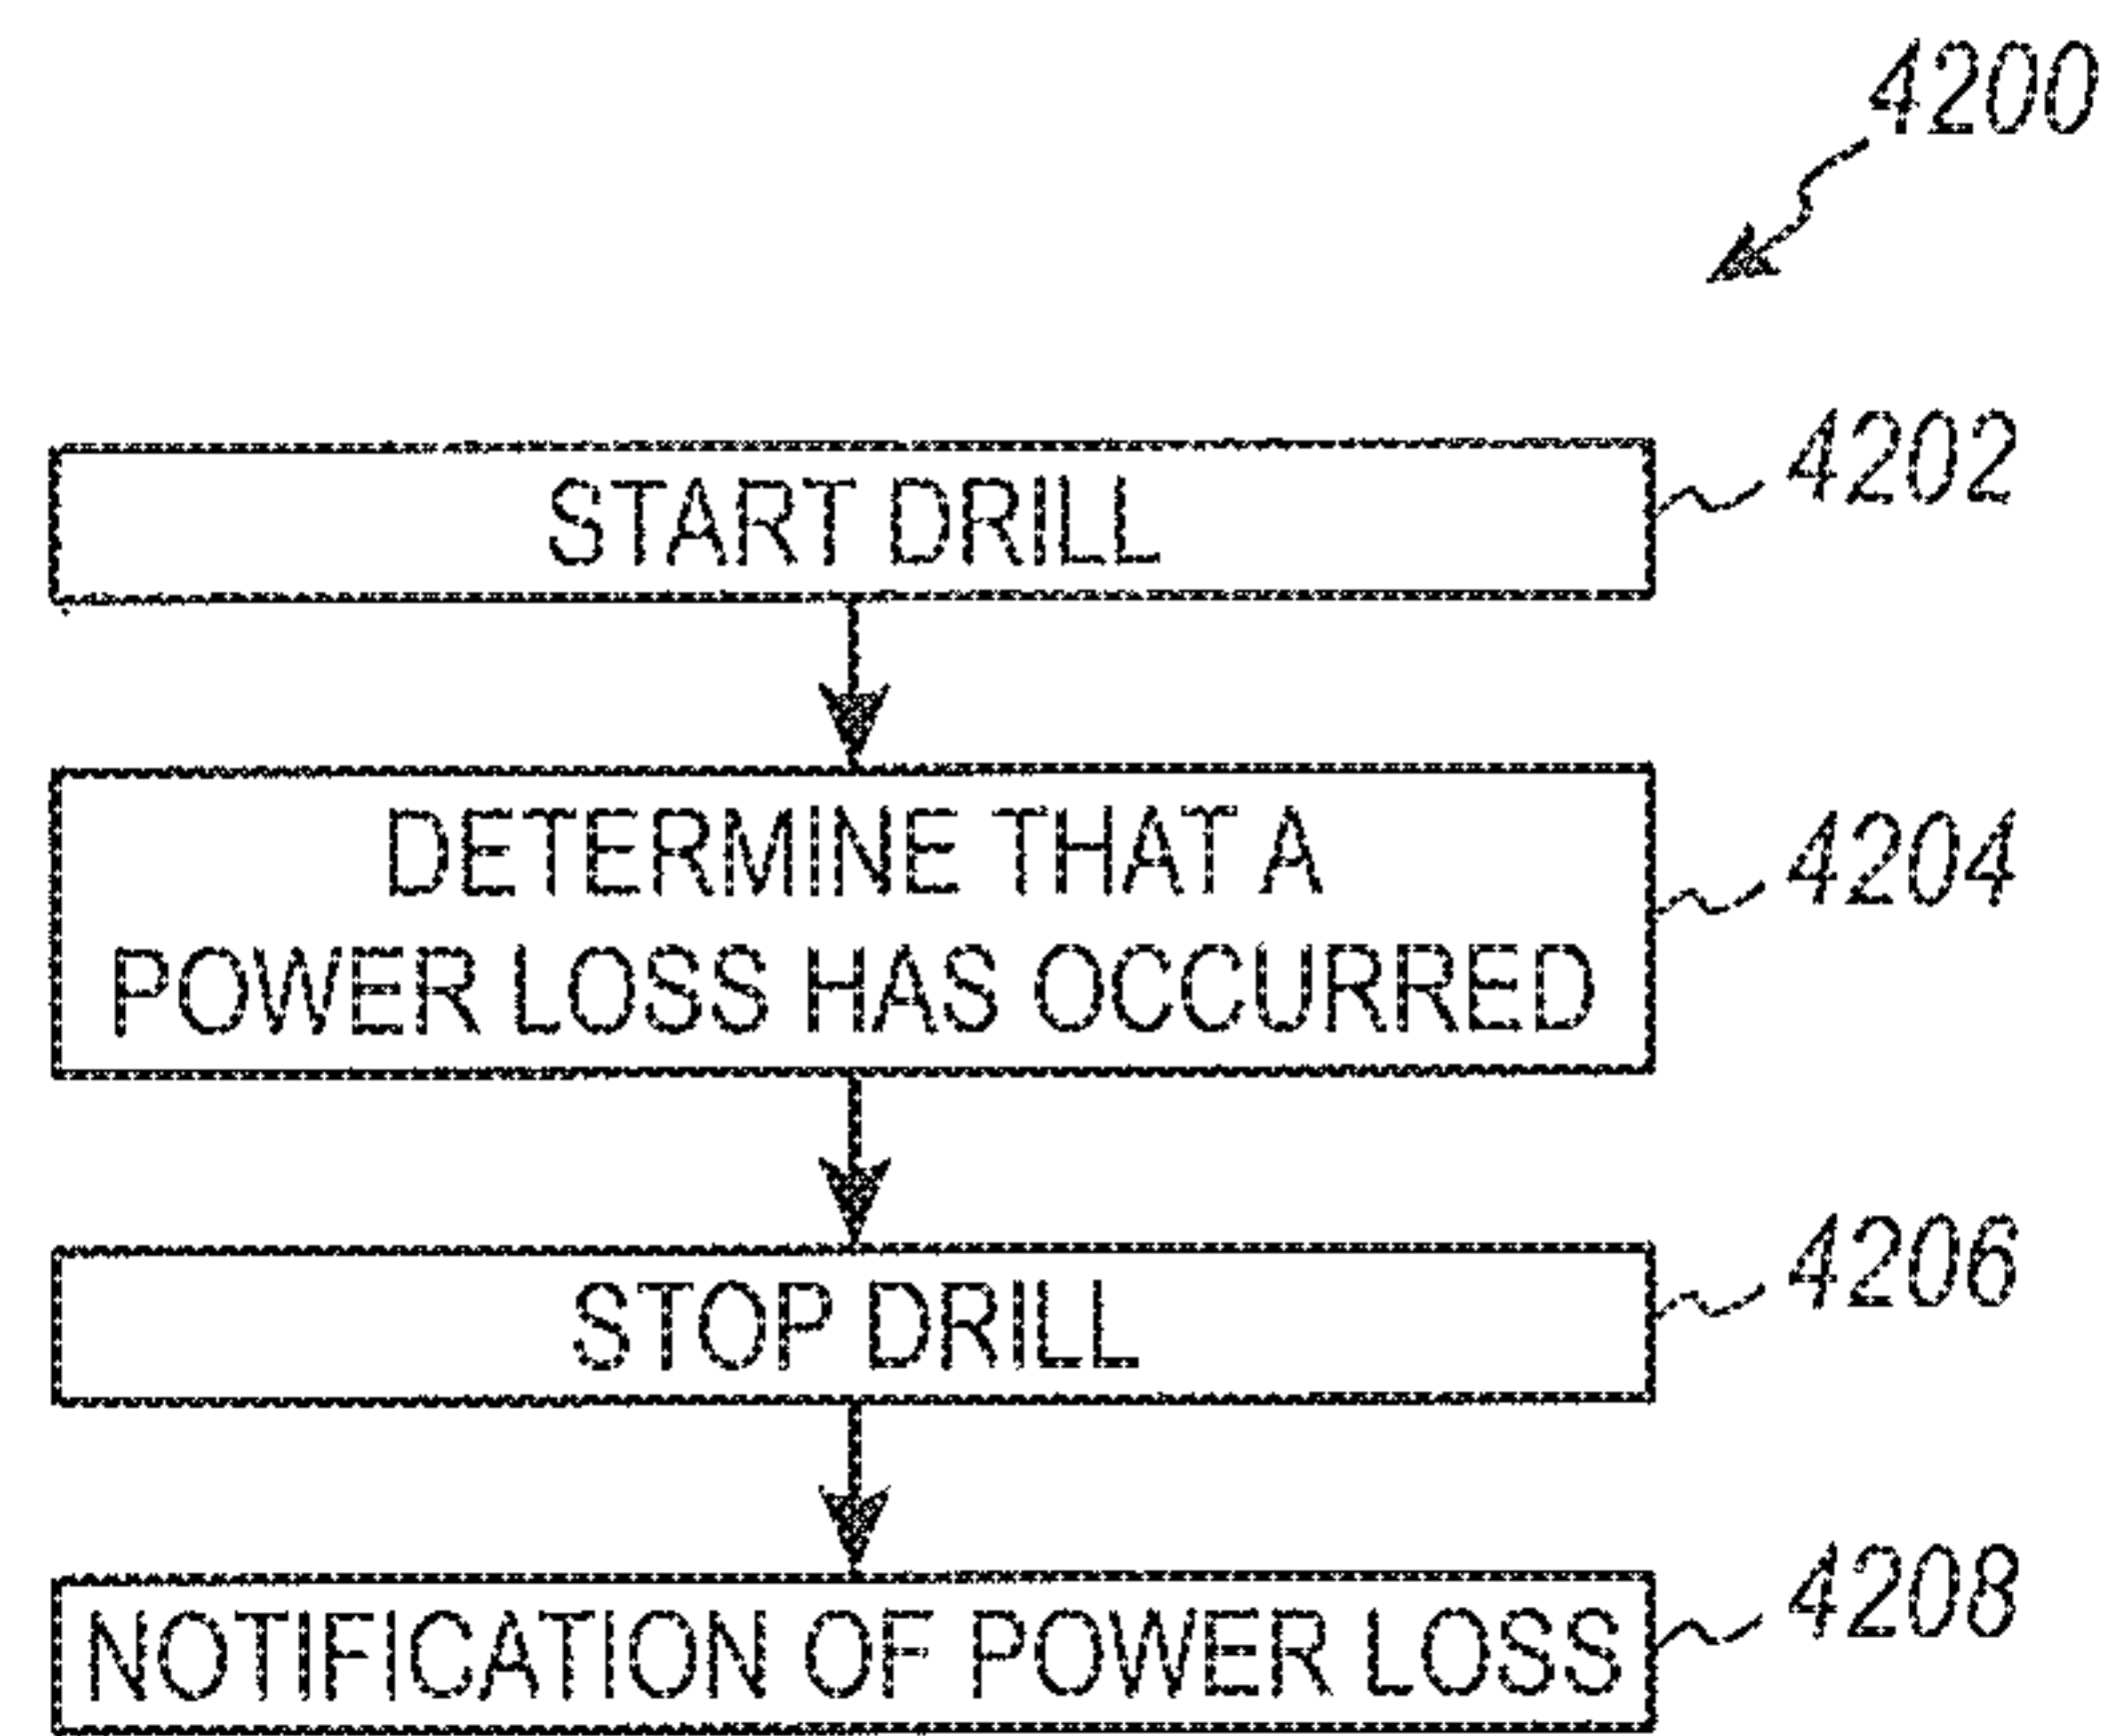 4200
START DRILL
4202
DETERMINE THAT A
POWER LOSS HAS OCCURRED
4204
STOP DRILL
4206
NOTIFICATION OF POWER LOSS
4208